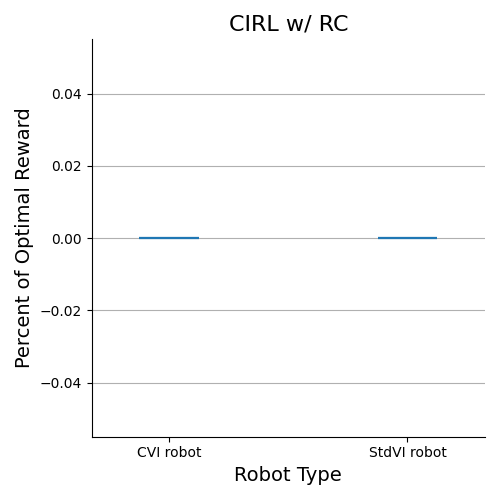 CIRL w/ RC
Percent of Optimal Reward
0.04
0.02
0.00
−0.02
−0.04
CVI robot
StdVI robot
Robot Type